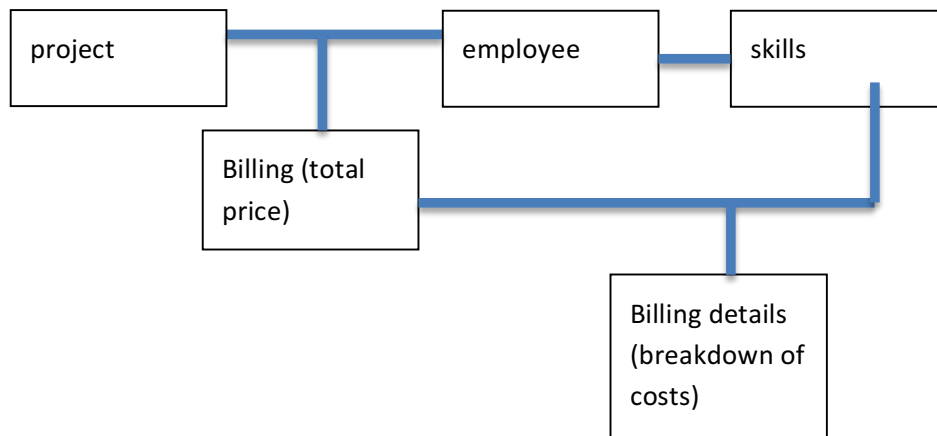 project
employee
skills
Billing (total
price)
Billing details
(breakdown of
costs)